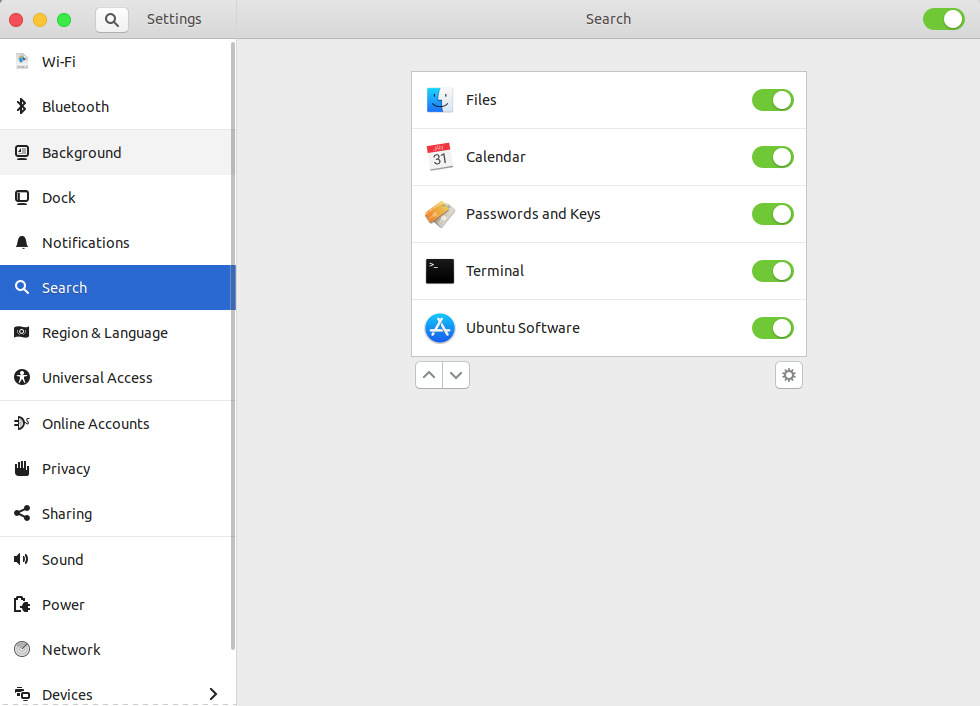 Settings
Search
Wi-Fi
Bluetooth
Background
Dock
Notifications
Search
Region & Language
Universal Access
Online Accounts
Privacy
Sharing
Sound
Power
Network
Devices
Files
JAN
31
Calendar
Passwords and Keys
>_
Terminal
Ubuntu Software